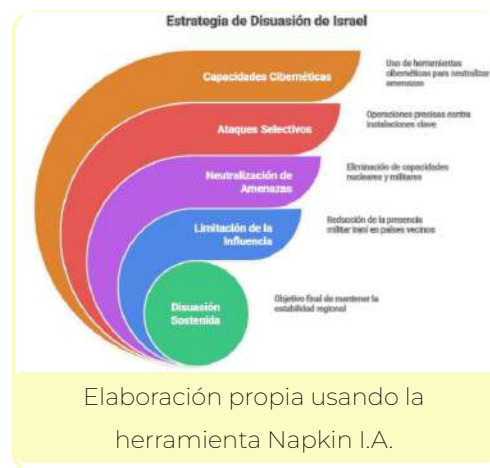 Estrategia de Disuasión de Israel
Capacidades Cibernéticas
Uso de herramientas
cibernéticas para neutralizar
amenazas
Ataques Selectivos
Operaciones precisas contra
instalaciones clave
Neutralización de
Amenazas
Eliminación de capacidades
nucleares y militares
Limitación de la
Influencia
Reducción de la presencia
militar iraní en países vecinos
Disuasión
Sostenida
Objetivo final de mantener la
estabilidad regional
Elaboración propia usando la
herramienta Napkin I.A.